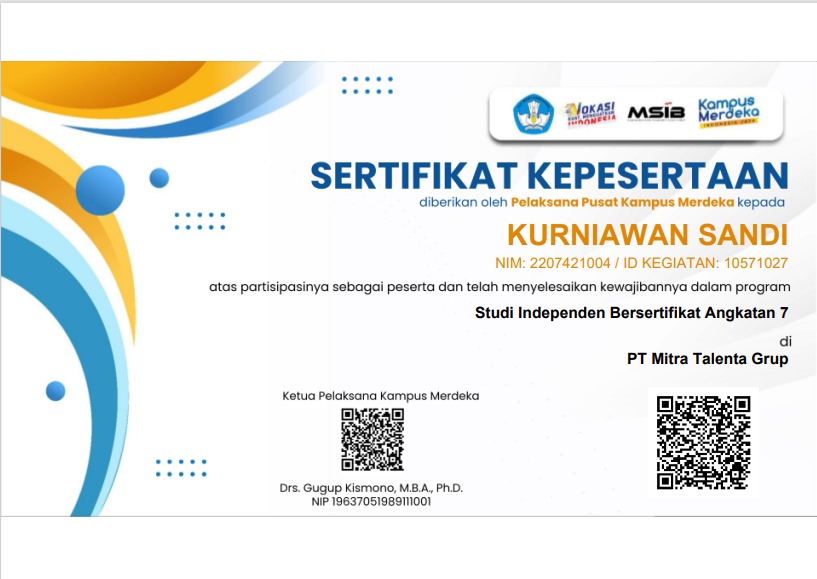 VOKASI
KUAT, MENGUATKAN
INDONESIA
MSIB
Kampus
Merdeka
INDONESIA JAYA
SERTIFIKAT KEPESERTAAN
diberikan oleh Pelaksana Pusat Kampus Merdeka kepada
KURNIAWAN SANDI
NIM: 2207421004 / ID KEGIATAN: 10571027
atas partisipasinya sebagai peserta dan telah menyelesaikan kewajibannya dalam program
Studi Independen Bersertifikat Angkatan 7
di
PT Mitra Talenta Grup
Ketua Pelaksana Kampus Merdeka
Drs. Gugup Kismono, M.B.A., Ph.D.
NIP 19637051989111001